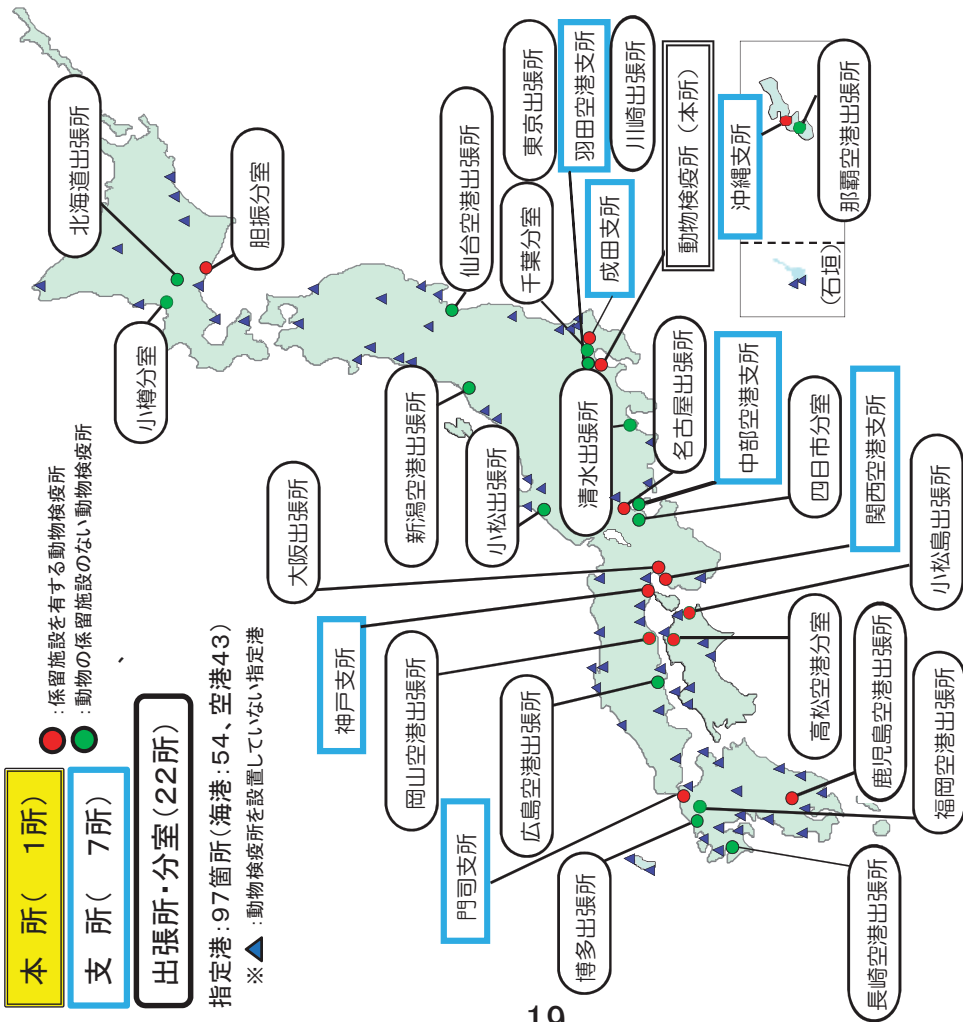 本 所( 1所)
支 所( 7所)
出張所・分室(22所)
:係留施設を有する動物検疫所
:動物の係留施設のない動物検疫所
、
指定港:97箇所(海港:54、空港43)
※▲:動物検疫所を設置していない指定港
北海道出張所
小樽分室
胆振分室
仙台空港出張所
新潟空港出張所
小松出張所
千葉分室
東京出張所
羽田空港支所
川崎出張所
成田支所
動物検疫所(本所)
清水出張所
名古屋出張所
中部空港支所
四日市分室
大阪出張所
関西空港支所
神戸支所
岡山空港出張所
広島空港出張所
小松島出張所
高松空港分室
門司支所
博多出張所
福岡空港出張所
鹿児島空港出張所
長崎空港出張所
沖縄支所
那覇空港出張所
(石垣)
19